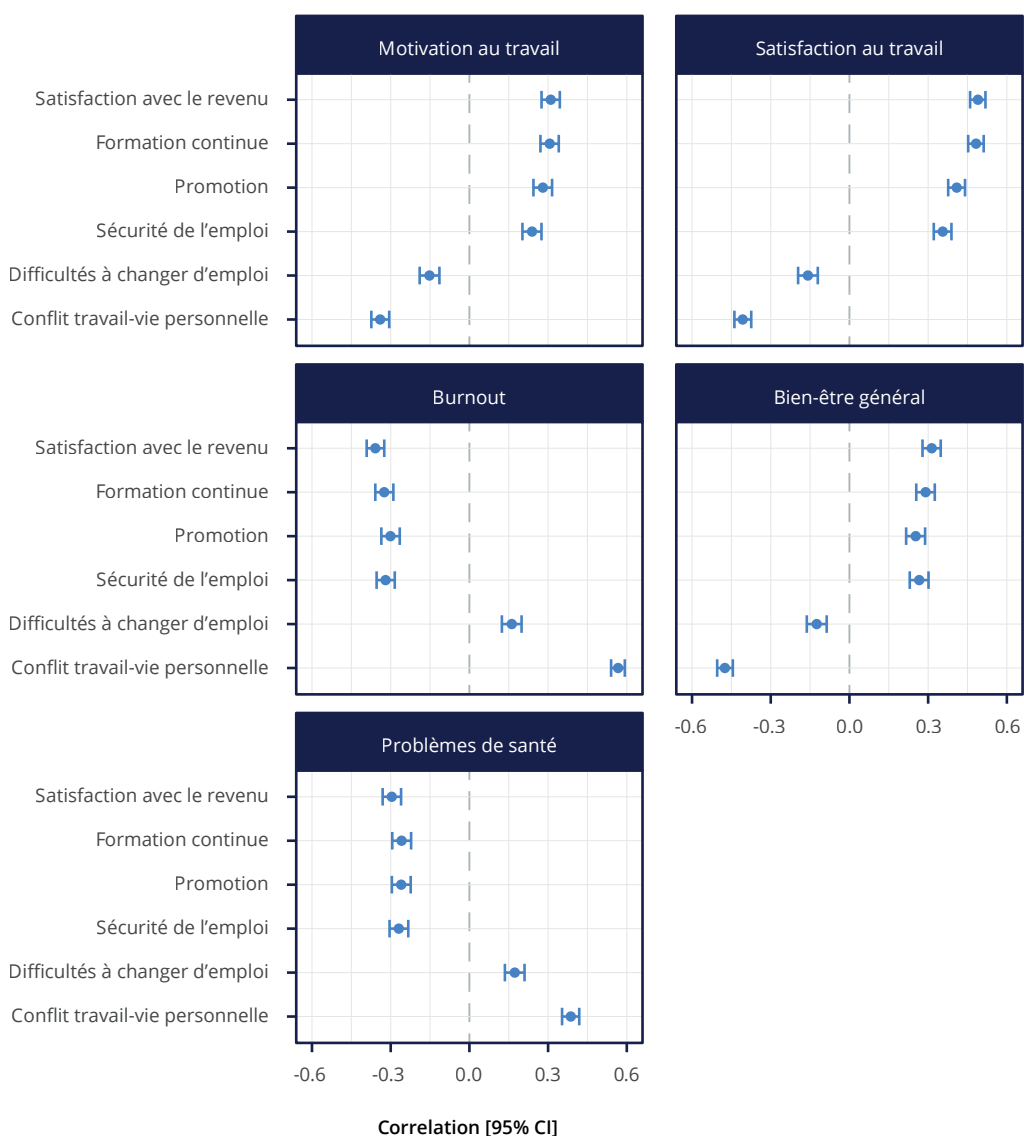 Motivation au travail
Satisfaction au travail
Satisfaction avec le revenu
Formation continue
Promotion
Sécurité de l’emploi
Difficultés à changer d’emploi
Conflit travail-vie personnelle
Burnout
Bien-être général
Satisfaction avec le revenu
Formation continue
Promotion
Sécurité de l’emploi
Difficultés à changer d’emploi
Conflit travail-vie personnelle
-0.6 -0.3 0.0 0.3 0.6
Problèmes de santé
Satisfaction avec le revenu
Formation continue
Promotion
Sécurité de l’emploi
Difficultés à changer d’emploi
Conflit travail-vie personnelle
-0.6 -0.3 0.0 0.3 0.6
Correlation [95% CI]